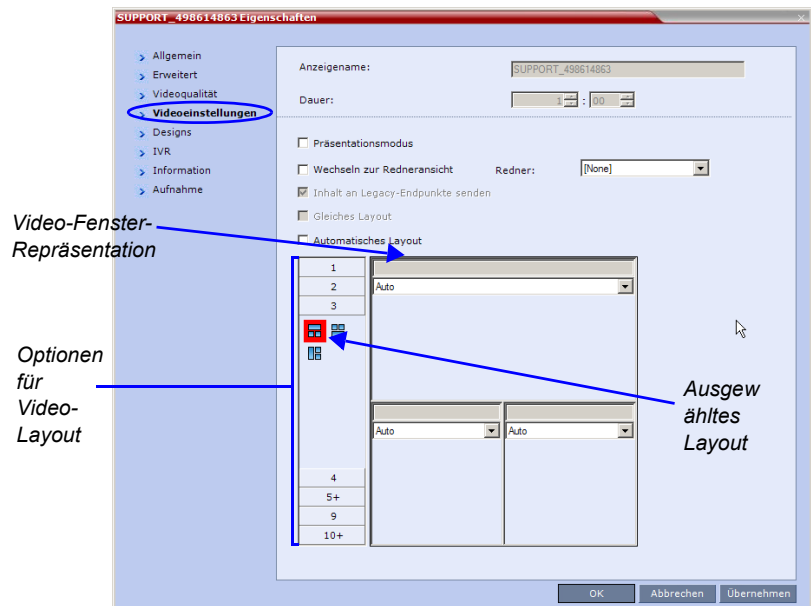 SUPPORT_498614863 Eigenschaften
Allgemein
Erweitert
Videoqualität
Videoeinstellungen
Designs
IVR
Information
Aufnahme
Anzeigename:
SUPPORT_498614863
Dauer:
1 : 00
Präsentationsmodus
Wechseln zur Redneransicht
Redner:
[None]
Inhalt an Legacy-Endpunkte senden
Gleiches Layout
Automatisches Layout
Video-Fenster-
Repräsentation
1
2
3
Auto
Optionen
für
Video-
Layout
Ausgew
ähltes
Layout
Auto
Auto
4
5+
9
10+
OK
Abbrechen
Übernehmen